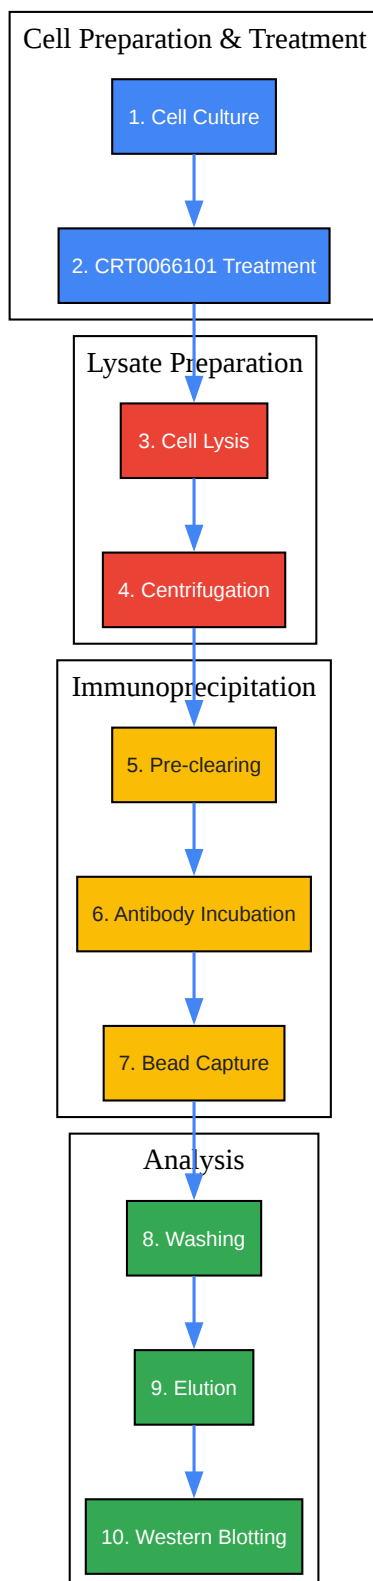 Cell Preparation & Treatment
1. Cell Culture
2. CRT0066101 Treatment
Lysate Preparation
3. Cell Lysis
4. Centrifugation
Immunoprecipitation
5. Pre-clearing
6. Antibody Incubation
7. Bead Capture
Analysis
8. Washing
9. Elution
10. Western Blotting